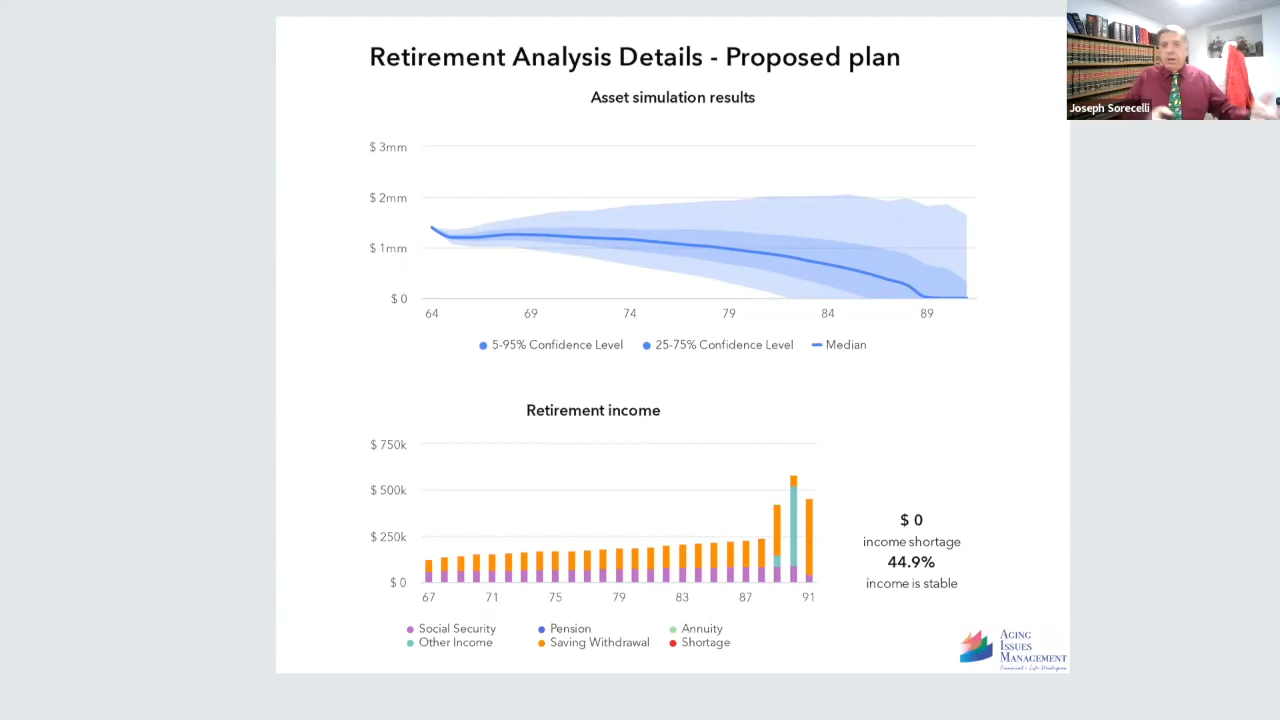 Retirement Analysis Details - Proposed plan
Asset simulation results
Joseph Sorecelli
$ 3mm
$ 2mm
$ 1mm
$ 0
64 69 74 79 84 89
5-95% Confidence Level 25-75% Confidence Level Median
Retirement income
$ 750k
$ 500k
$ 250k
$ 0
67 71 75 79 83 87 91
$ 0
income shortage
44.9%
income is stable
Social Security Pension Annuity
Other Income Saving Withdrawal Shortage
AGING
ISSUES
MANAGEMENT
Financial & Life Strategies